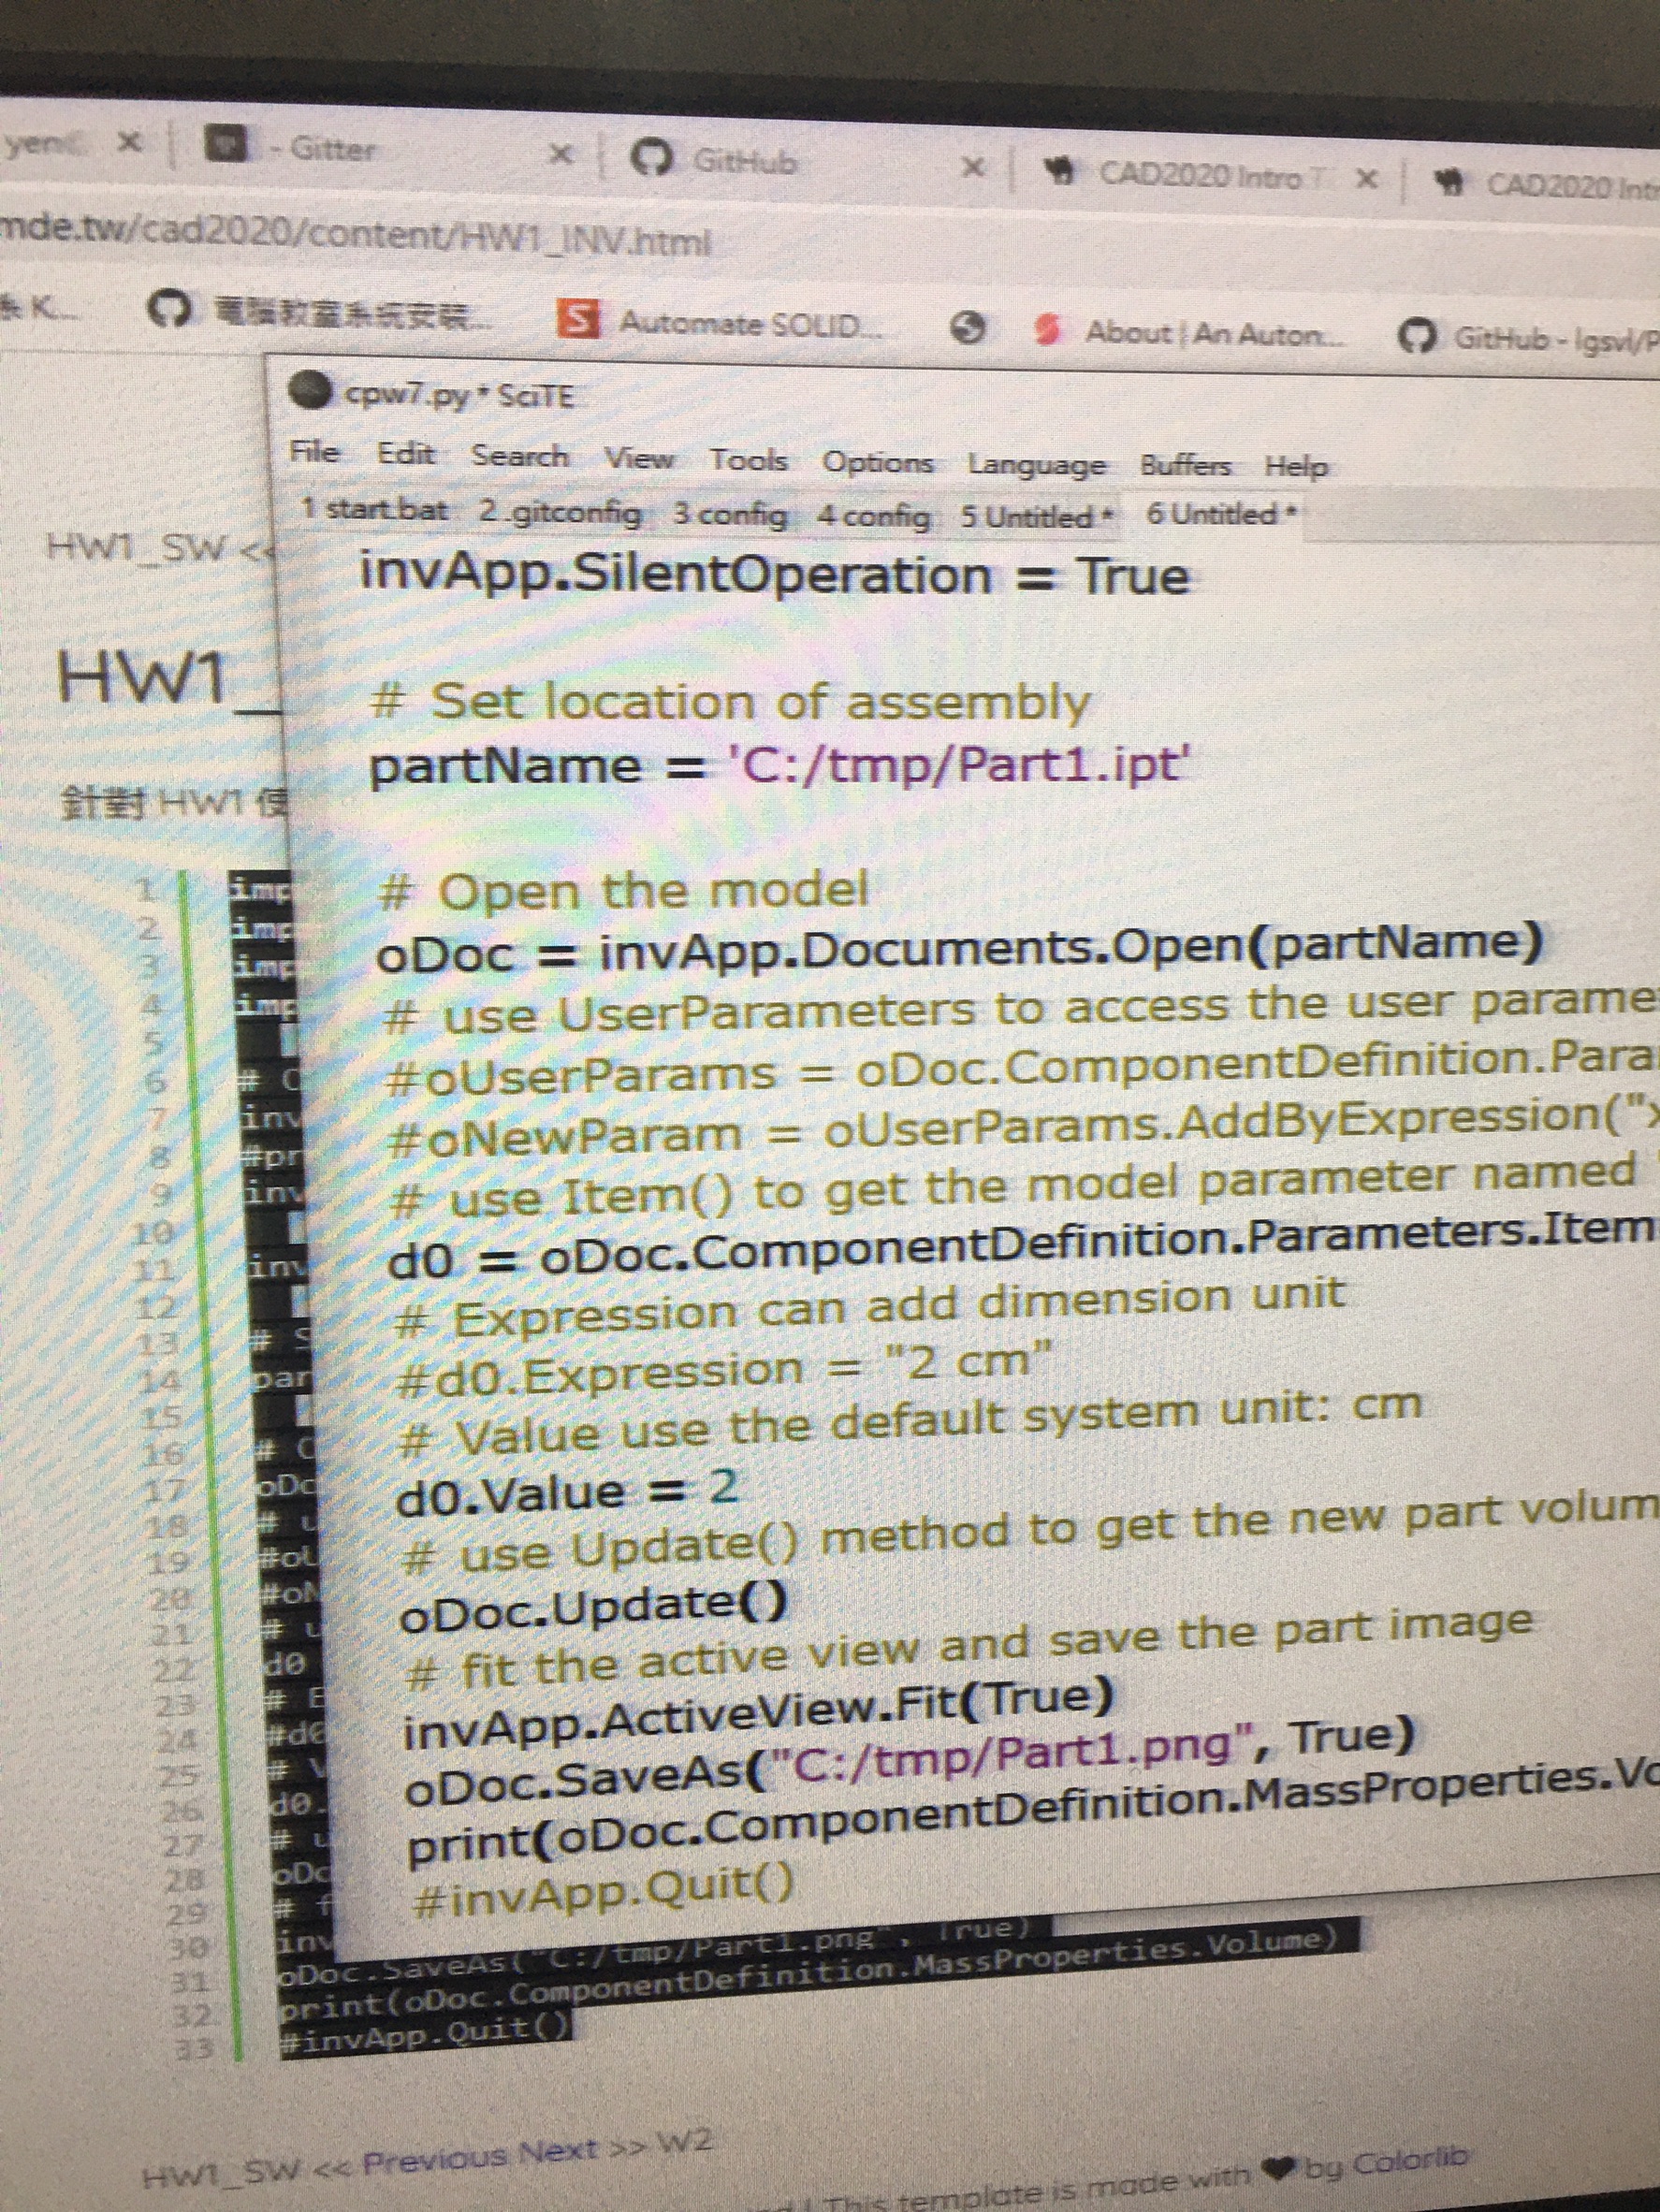 - Gitter
GitHub
CAD2020 Intro
CAD2020 Intr
mde.tw/cad2020/content/HW1_INV.html
K...
電腦教室系統安裝...
Automate SOLID...
About | An Auton...
GitHub - lgsvl/P
cpw7.py * SciTE
File Edit Search View Tools Options Language Buffers Help
1 start.bat 2 .gitconfig 3 config 4 config 5 Untitled * 6 Untitled *
HW1_SW <<
HW1_
針對 HW1 使
invApp.SilentOperation = True
# Set location of assembly
partName = 'C:/tmp/Part1.ipt'
# Open the model
oDoc = invApp.Documents.Open(partName)
# use UserParameters to access the user parame
#oUserParams = oDoc.ComponentDefinition.Para
#oNewParam = oUserParams.AddByExpression("x
# use Item() to get the model parameter named
d0 = oDoc.ComponentDefinition.Parameters.Item
# Expression can add dimension unit
#d0.Expression = "2 cm"
# Value use the default system unit: cm
d0.Value = 2
# use Update() method to get the new part volum
oDoc.Update()
# fit the active view and save the part image
invApp.ActiveView.Fit(True)
oDoc.SaveAs("C:/tmp/Part1.png", True)
print(oDoc.ComponentDefinition.MassProperties.Vo
#invApp.Quit()
1 imp
2 imp
3 imp
4 imp
5
6 # C
7 inv
8 #pr
9 inv
10
11 inv
12
13 # S
14 par
15
16 # O
17 oDo
18 # u
19 #oU
20 #oN
21 # u
22 d0
23 # E
24 #d0
25 # V
26 d0.
27 # u
28 oDo
29 # f
30 inv
31 oDoc.SaveAs("C:/tmp/Part1.png", True)
32 print(oDoc.ComponentDefinition.MassProperties.Volume)
33 #invApp.Quit()
HW1_SW << Previous Next >> W2
| This template is made with ❤ by Colorlib